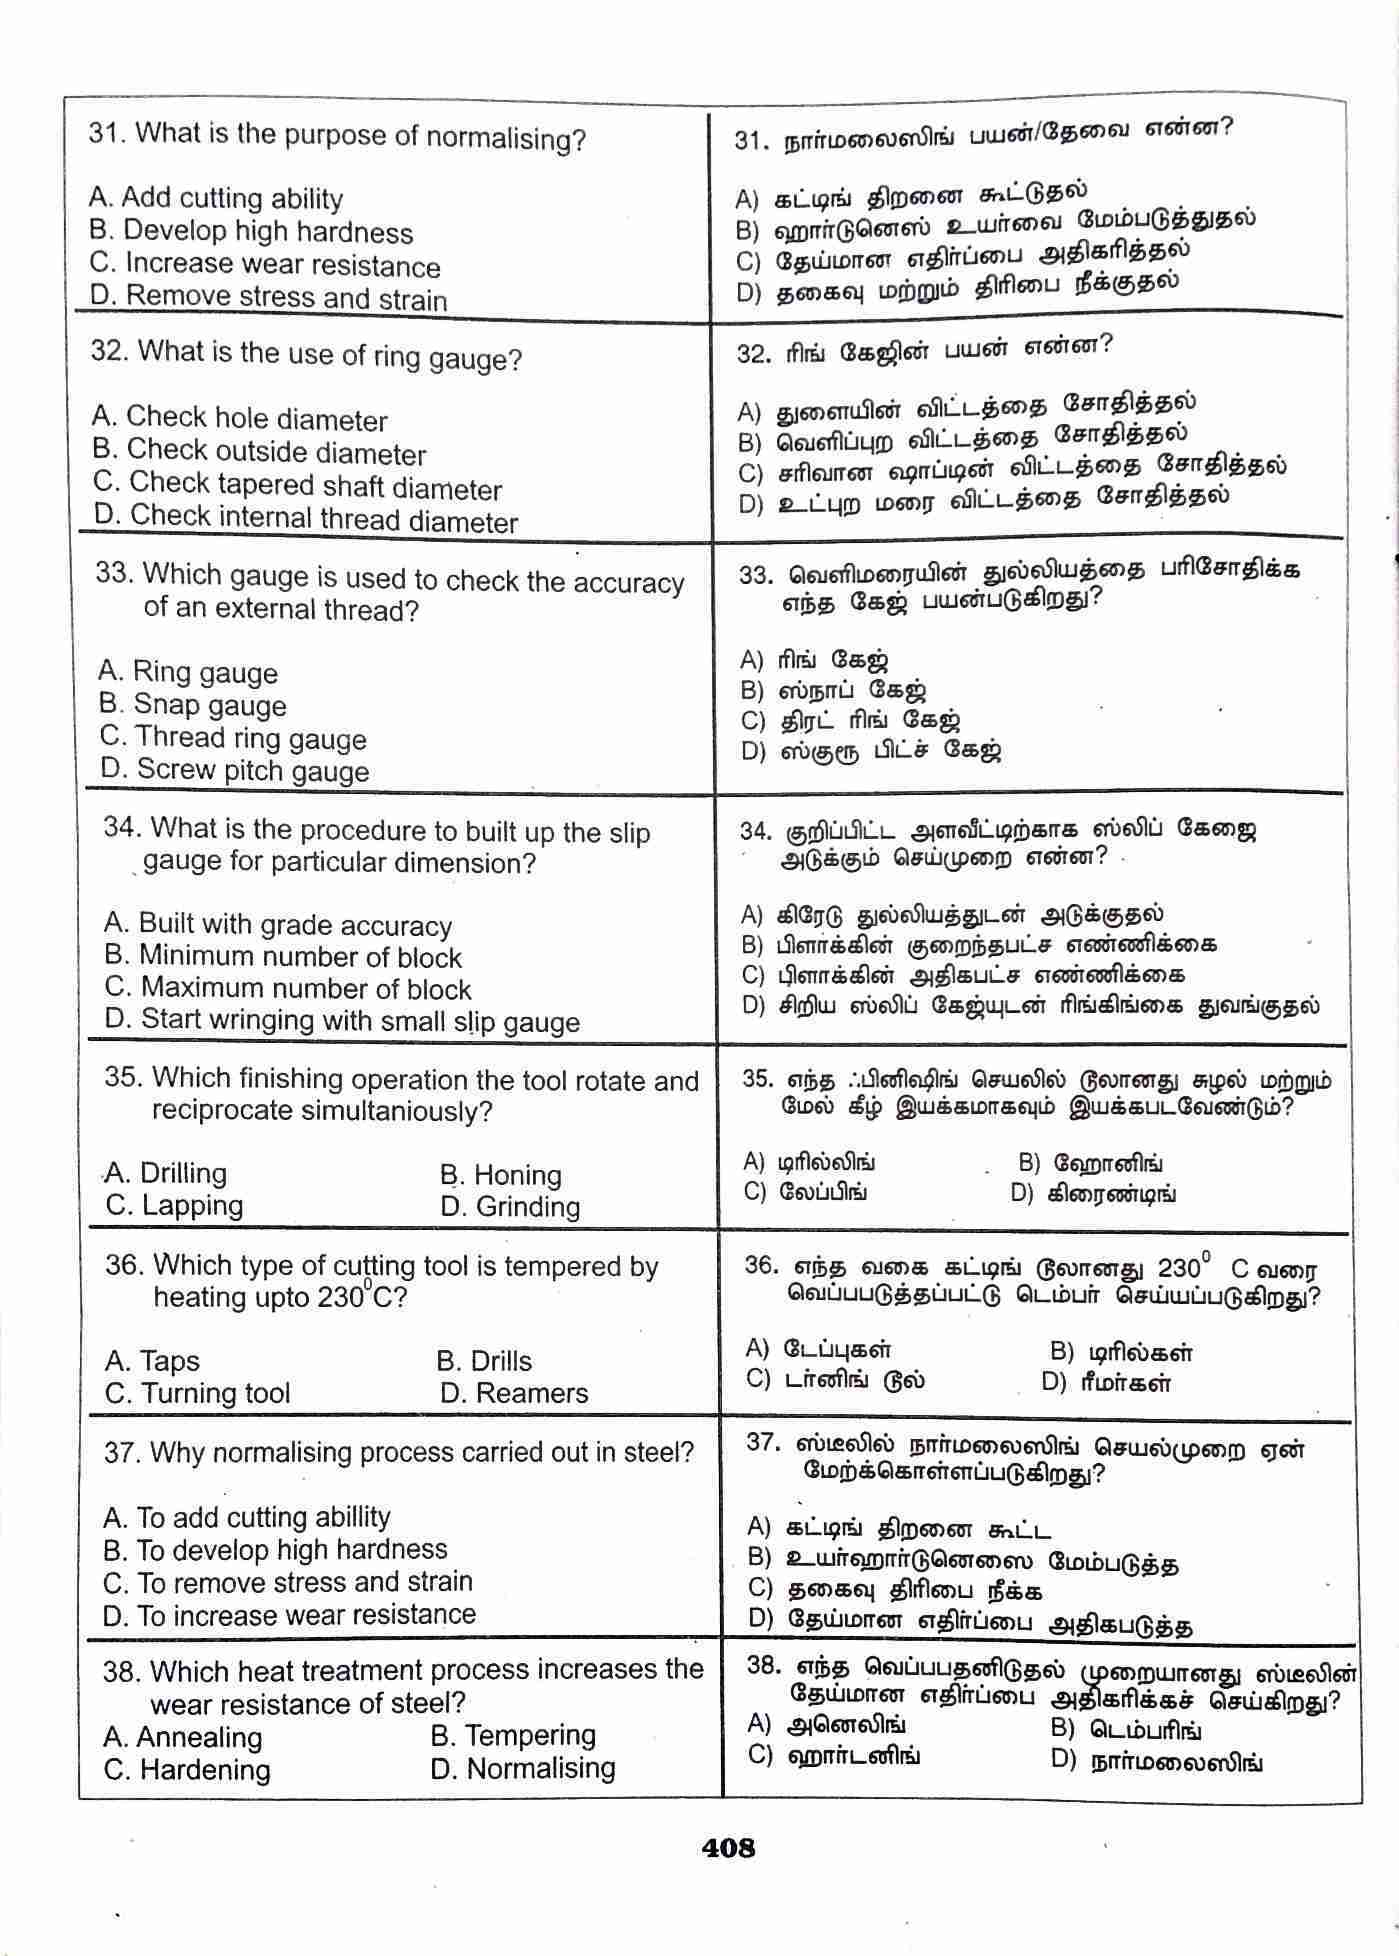 31. What is the purpose of normalising?
A. Add cutting ability
B. Develop high hardness
C. Increase wear resistance
D. Remove stress and strain
31. நார்மலைஸிங் பயன்/தேவை என்ன?
A) கட்டிங் திறனை கூட்டுதல்
B) ஹார்டுனெஸ் உயர்வை மேம்படுத்துதல்
C) தேய்மான எதிர்ப்பை அதிகரித்தல்
D) தகைவு மற்றும் திரிபை நீக்குதல்
32. What is the use of ring gauge?
A. Check hole diameter
B. Check outside diameter
C. Check tapered shaft diameter
D. Check internal thread diameter
32. ரிங் கேஜின் பயன் என்ன?
A) துளையின் விட்டத்தை சோதித்தல்
B) வெளிப்புற விட்டத்தை சோதித்தல்
C) சரிவான ஷாப்டின் விட்டத்தை சோதித்தல்
D) உட்புற மரை விட்டத்தை சோதித்தல்
33. Which gauge is used to check the accuracy
of an external thread?
A. Ring gauge
B. Snap gauge
C. Thread ring gauge
D. Screw pitch gauge
33. வெளிமரையின் துல்லியத்தை பரிசோதிக்க
எந்த கேஜ் பயன்படுகிறது?
A) ரிங் கேஜ்
B) ஸ்நாப் கேஜ்
C) திரட் ரிங் கேஜ்
D) ஸ்குரூ பிட்ச் கேஜ்
34. What is the procedure to built up the slip
gauge for particular dimension?
A. Built with grade accuracy
B. Minimum number of block
C. Maximum number of block
D. Start wringing with small slip gauge
34. குறிப்பிட்ட அளவீட்டிற்காக ஸ்லிப் கேஜை
அடுக்கும் செய்முறை என்ன?
A) கிரேடு துல்லியத்துடன் அடுக்குதல்
B) பிளாக்கின் குறைந்தபட்ச எண்ணிக்கை
C) பிளாக்கின் அதிகபட்ச எண்ணிக்கை
D) சிறிய ஸ்லிப் கேஜ்யுடன் ரிங்கிங்கை துவங்குதல்
35. Which finishing operation the tool rotate and
reciprocate simultaniously?
A. Drilling B. Honing
C. Lapping D. Grinding
35. எந்த ஃபினிஷிங் செயலில் டூலானது சுழல் மற்றும்
மேல் கீழ் இயக்கமாகவும் இயக்கபடவேண்டும்?
A) டிரில்லிங் B) ஹோனிங்
C) லேப்பிங் D) கிரைண்டிங்
36. Which type of cutting tool is tempered by
heating upto 230⁰C?
A. Taps B. Drills
C. Turning tool D. Reamers
36. எந்த வகை கட்டிங் டூலானது 230⁰ C வரை
வெப்பபடுத்தப்பட்டு டெம்பர் செய்யப்படுகிறது?
A) டேப்புகள் B) டிரில்கள்
C) டர்னிங் டூல் D) ரீமர்கள்
37. Why normalising process carried out in steel?
A. To add cutting abillity
B. To develop high hardness
C. To remove stress and strain
D. To increase wear resistance
37. ஸ்டீலில் நார்மலைஸிங் செயல்முறை ஏன்
மேற்க்கொள்ளப்படுகிறது?
A) கட்டிங் திறனை கூட்ட
B) உயர்ஹார்டுனெஸை மேம்படுத்த
C) தகைவு திரிபை நீக்க
D) தேய்மான எதிர்ப்பை அதிகபடுத்த
38. Which heat treatment process increases the
wear resistance of steel?
A. Annealing B. Tempering
C. Hardening D. Normalising
38. எந்த வெப்பபதனிடுதல் முறையானது ஸ்டீலின்
தேய்மான எதிர்ப்பை அதிகரிக்கச் செய்கிறது?
A) அனெலிங் B) டெம்பரிங்
C) ஹார்டனிங் D) நார்மலைஸிங்
408